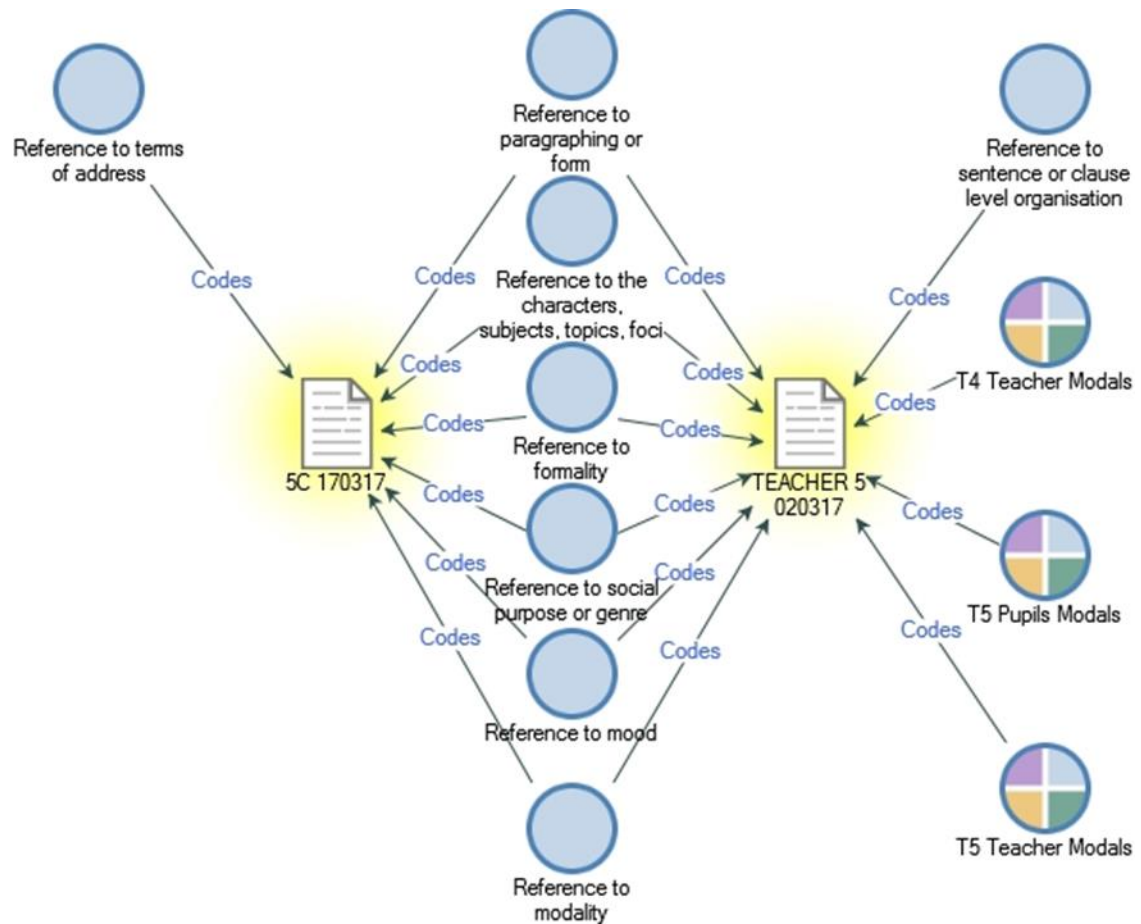 Reference to terms
of address
Reference to
paragraphing or
form
Reference to
sentence or clause
level organisation
Codes
Codes
Codes
Codes
Reference to the
characters,
subjects, topics, foci
Codes
Codes
Codes
T4 Teacher Modals
Codes
Codes
Reference to
formality
5C 170317
TEACHER 5
020317
Codes
Codes
Codes
Codes
Codes
Reference to social
purpose or genre
T5 Pupils Modals
Codes
Codes
Codes
Reference to mood
T5 Teacher Modals
Reference to
modality